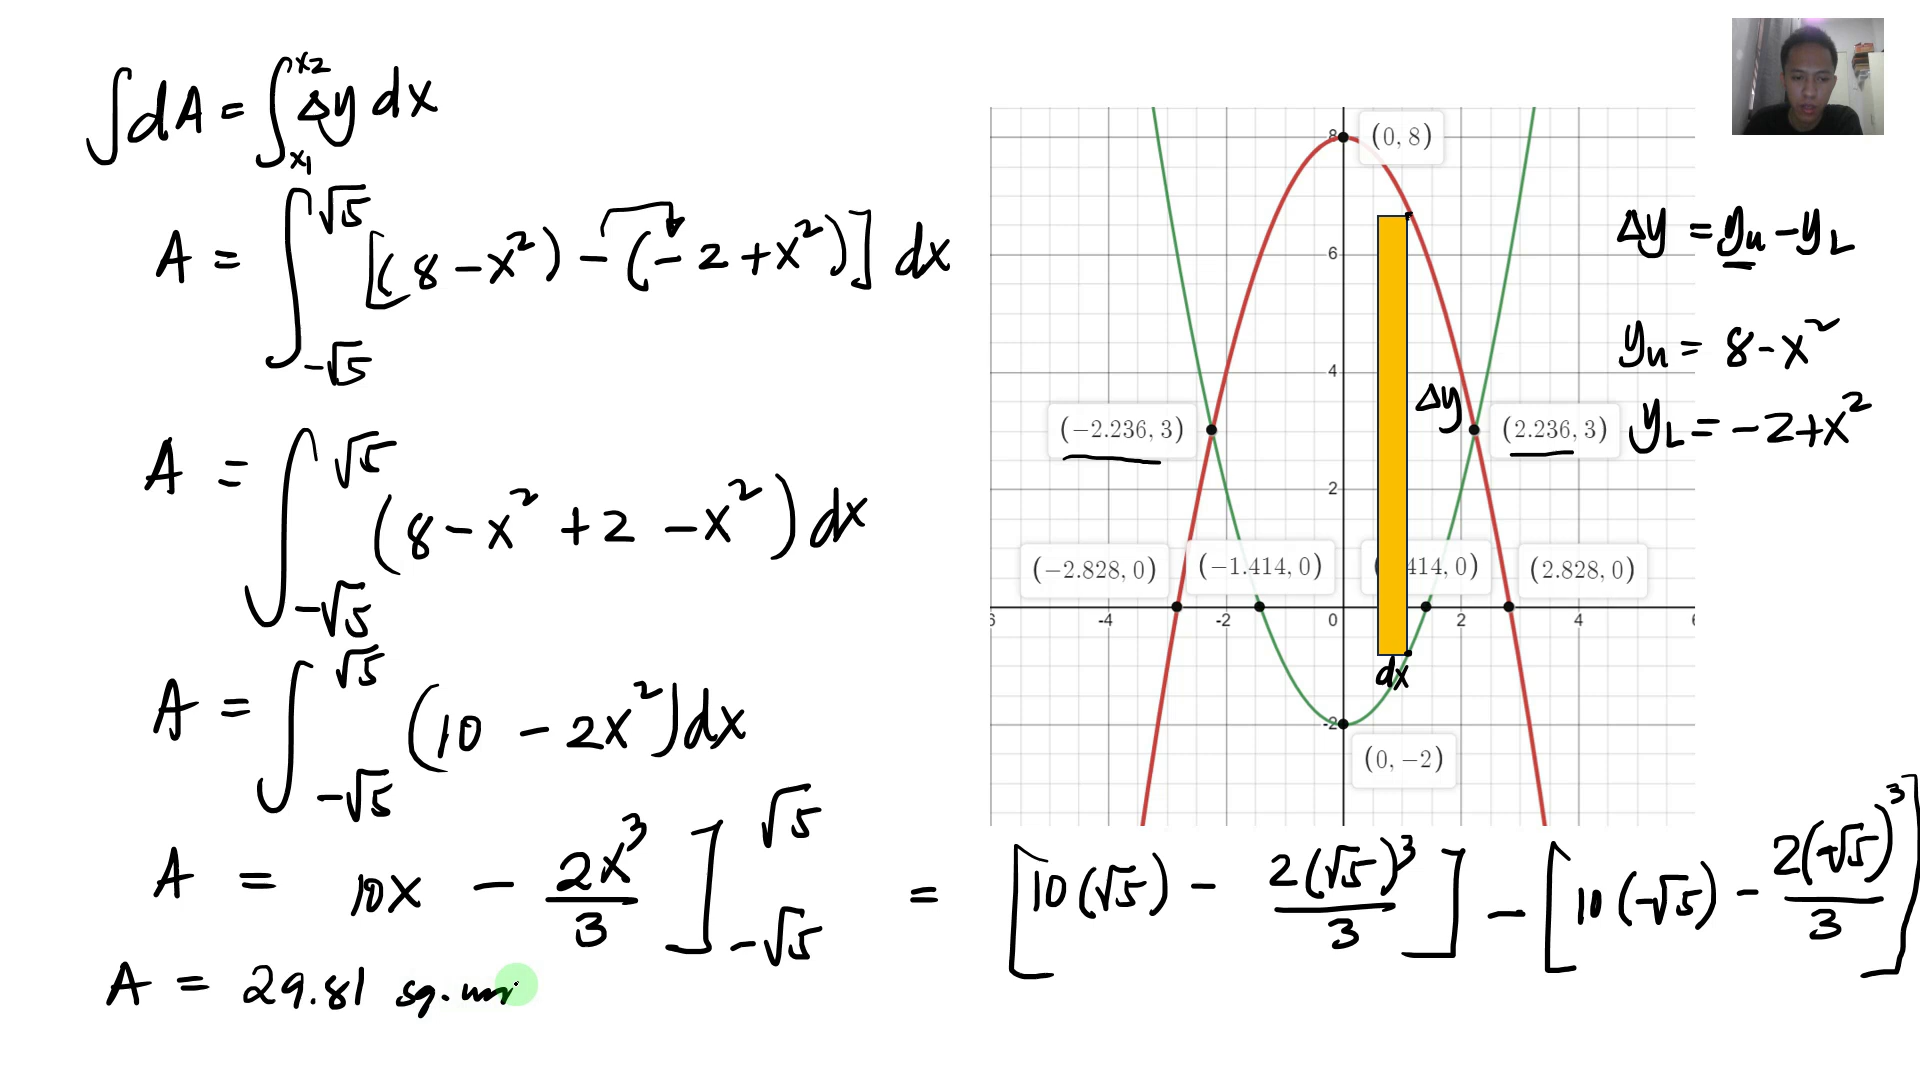 ∫dA = ∫_{x1}^{x2} Δy dx
A = ∫_{-√5}^{√5} [(8 - x²) - (-2 + x²)] dx
A = ∫_{-√5}^{√5} (8 - x² + 2 - x²) dx
A = ∫_{-√5}^{√5} (10 - 2x²) dx
A = 10x - 2x³/3 ]_{-√5}^{√5} = [10(√5) - 2(√5)³/3] - [10(-√5) - 2(-√5)³/3]
A = 29.81 sq.
8
(0, 8)
6
4
Δy
(−2.236, 3)
(2.236, 3)
2
(−2.828, 0)
(−1.414, 0)
414, 0)
(2.828, 0)
-4
-2
0
2
4
dx
-2
(0, −2)
Δy = yu - yL
yu = 8 - x²
yL = -2 + x²